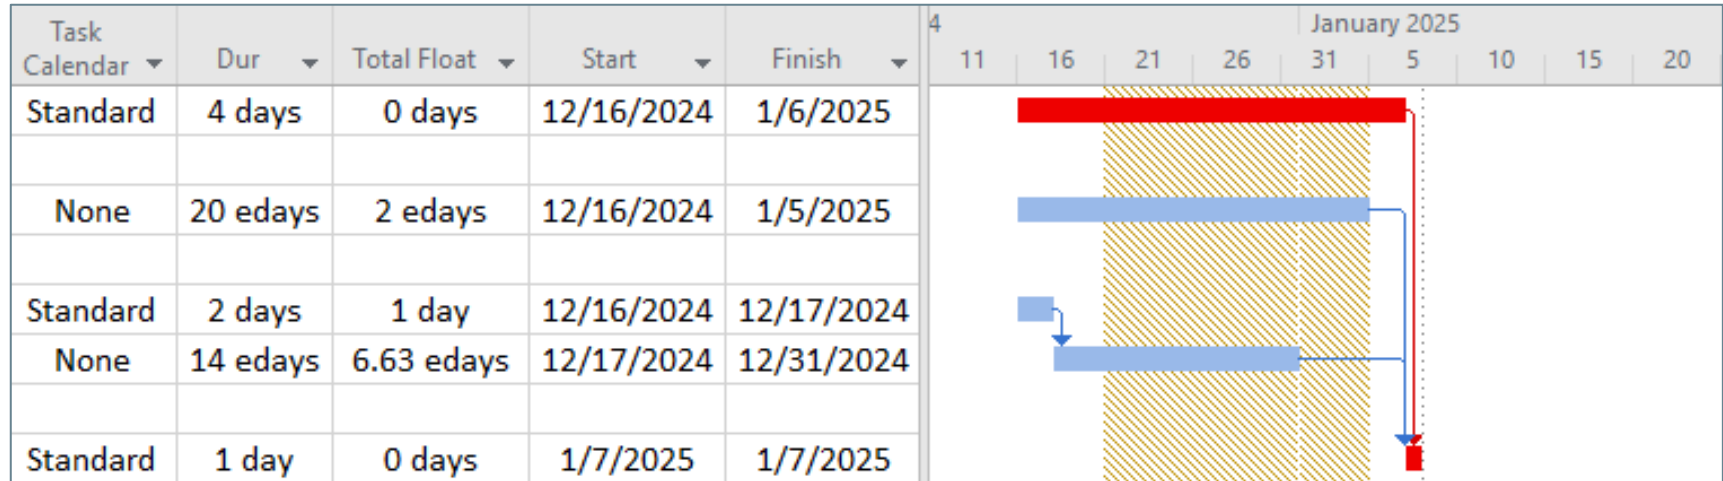 Task Calendar Dur Total Float Start Finish
4 January 2025
11 16 21 26 31 5 10 15 20
Standard 4 days 0 days 12/16/2024 1/6/2025
None 20 edays 2 edays 12/16/2024 1/5/2025
Standard 2 days 1 day 12/16/2024 12/17/2024
None 14 edays 6.63 edays 12/17/2024 12/31/2024
Standard 1 day 0 days 1/7/2025 1/7/2025